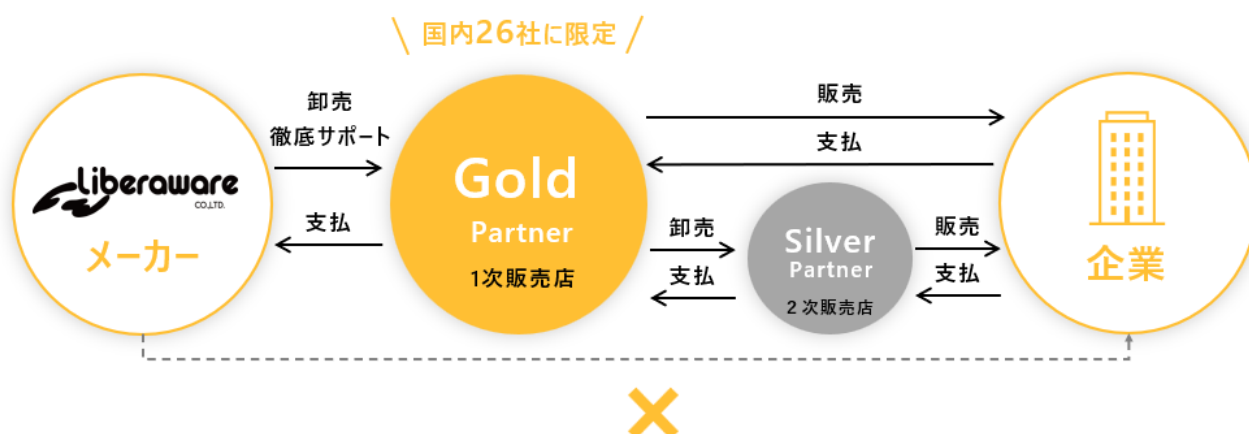 国内26社に限定
卸売
徹底サポート
支払
Liberaware
CO.,LTD.
メーカー
Gold
Partner
1次販売店
販売
支払
卸売
支払
Silver
Partner
2次販売店
販売
支払
企業